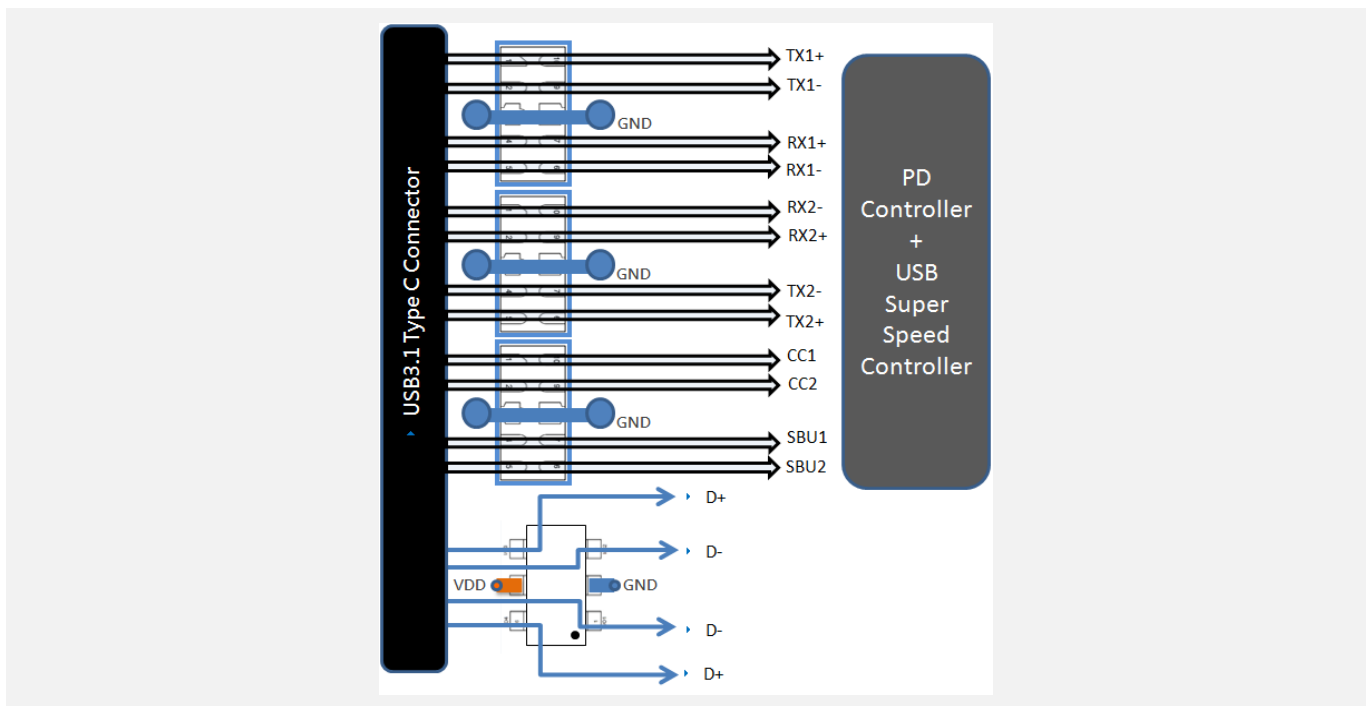 USB3.1 Type C Connector
TX1+
TX1-
GND
RX1+
RX1-
RX2-
RX2+
GND
TX2-
TX2+
CC1
CC2
GND
SBU1
SBU2
D+
D-
VDD
GND
D-
D+
PD
Controller
+
USB
Super
Speed
Controller